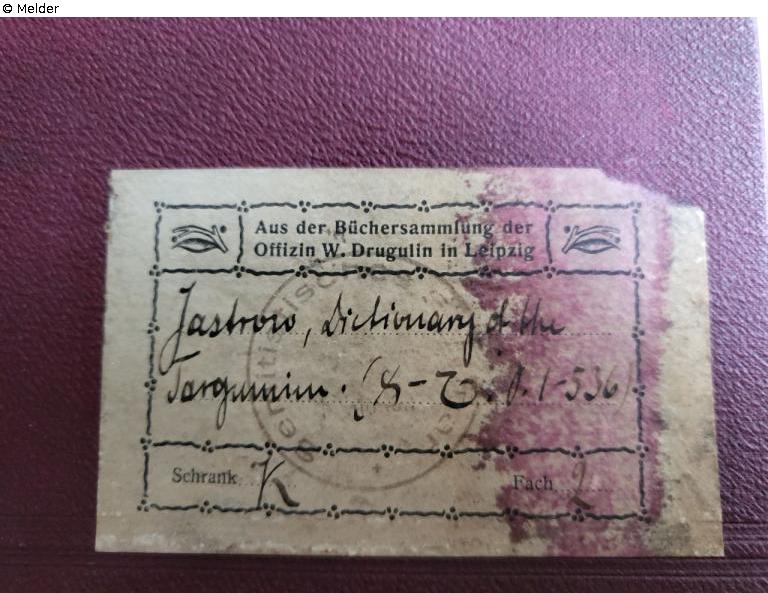 © Melder
Aus der Büchersammlung der
Offizin W. Drugulin in Leipzig
Jastrow, Dictionary of the
Targumim. (א-כ. S. 1-536)
Schrank K
Fach 2
Semitistisch